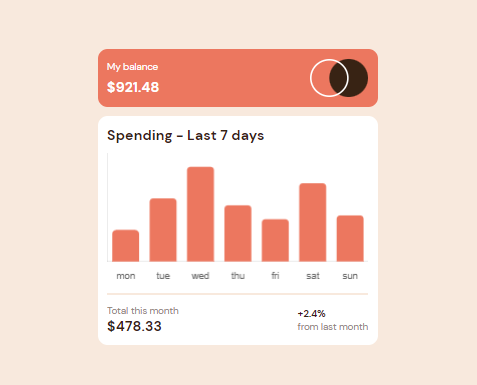 My balance
$921.48
Spending - Last 7 days
mon tue wed thu fri sat sun
Total this month
$478.33
+2.4%
from last month